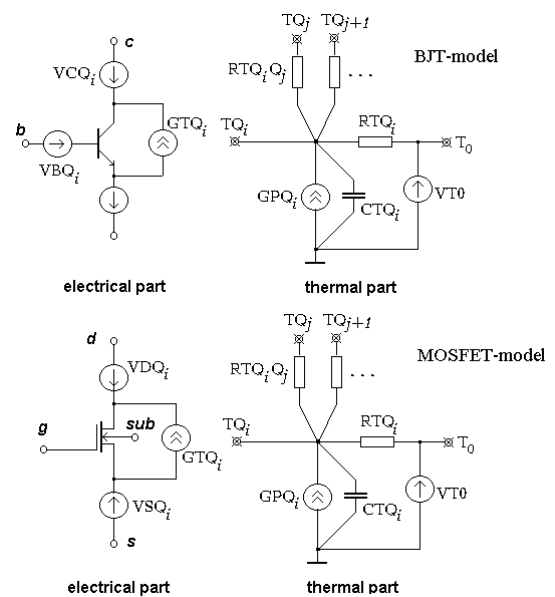 TQj TQj+1
c
VCQi
RTQiQj
. . .
BJT-model
GTQi
TQi
RTQi
b
T0
VBQi
GPQi
CTQi
VT0
electrical part
thermal part
TQj TQj+1
d
MOSFET-model
VDQi
RTQiQj
. . .
TQi
RTQi
g
sub
T0
GTQi
GPQi
CTQi
VT0
VSQi
s
electrical part
thermal part